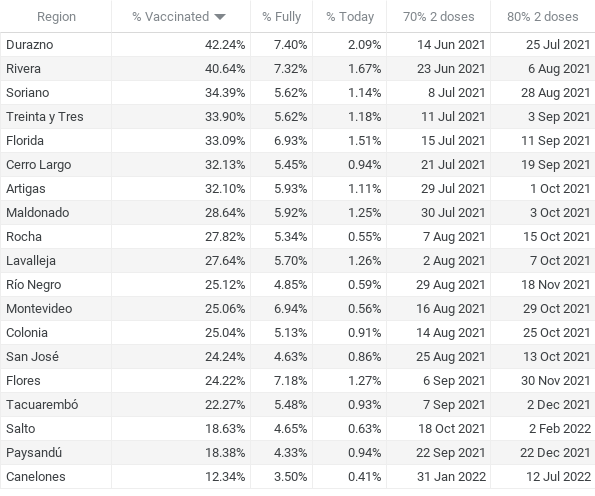 Region % Vaccinated % Fully % Today 70% 2 doses 80% 2 doses
Durazno 42.24% 7.40% 2.09% 14 Jun 2021 25 Jul 2021
Rivera 40.64% 7.32% 1.67% 23 Jun 2021 6 Aug 2021
Soriano 34.39% 5.62% 1.14% 8 Jul 2021 28 Aug 2021
Treinta y Tres 33.90% 5.62% 1.18% 11 Jul 2021 3 Sep 2021
Florida 33.09% 6.93% 1.51% 15 Jul 2021 11 Sep 2021
Cerro Largo 32.13% 5.45% 0.94% 21 Jul 2021 19 Sep 2021
Artigas 32.10% 5.93% 1.11% 29 Jul 2021 1 Oct 2021
Maldonado 28.64% 5.92% 1.25% 30 Jul 2021 3 Oct 2021
Rocha 27.82% 5.34% 0.55% 7 Aug 2021 15 Oct 2021
Lavalleja 27.64% 5.70% 1.26% 2 Aug 2021 7 Oct 2021
Río Negro 25.12% 4.85% 0.59% 29 Aug 2021 18 Nov 2021
Montevideo 25.06% 6.94% 0.56% 16 Aug 2021 29 Oct 2021
Colonia 25.04% 5.13% 0.91% 14 Aug 2021 25 Oct 2021
San José 24.24% 4.63% 0.86% 25 Aug 2021 13 Oct 2021
Flores 24.22% 7.18% 1.27% 6 Sep 2021 30 Nov 2021
Tacuarembó 22.27% 5.48% 0.93% 7 Sep 2021 2 Dec 2021
Salto 18.63% 4.65% 0.63% 18 Oct 2021 2 Feb 2022
Paysandú 18.38% 4.33% 0.94% 22 Sep 2021 22 Dec 2021
Canelones 12.34% 3.50% 0.41% 31 Jan 2022 12 Jul 2022